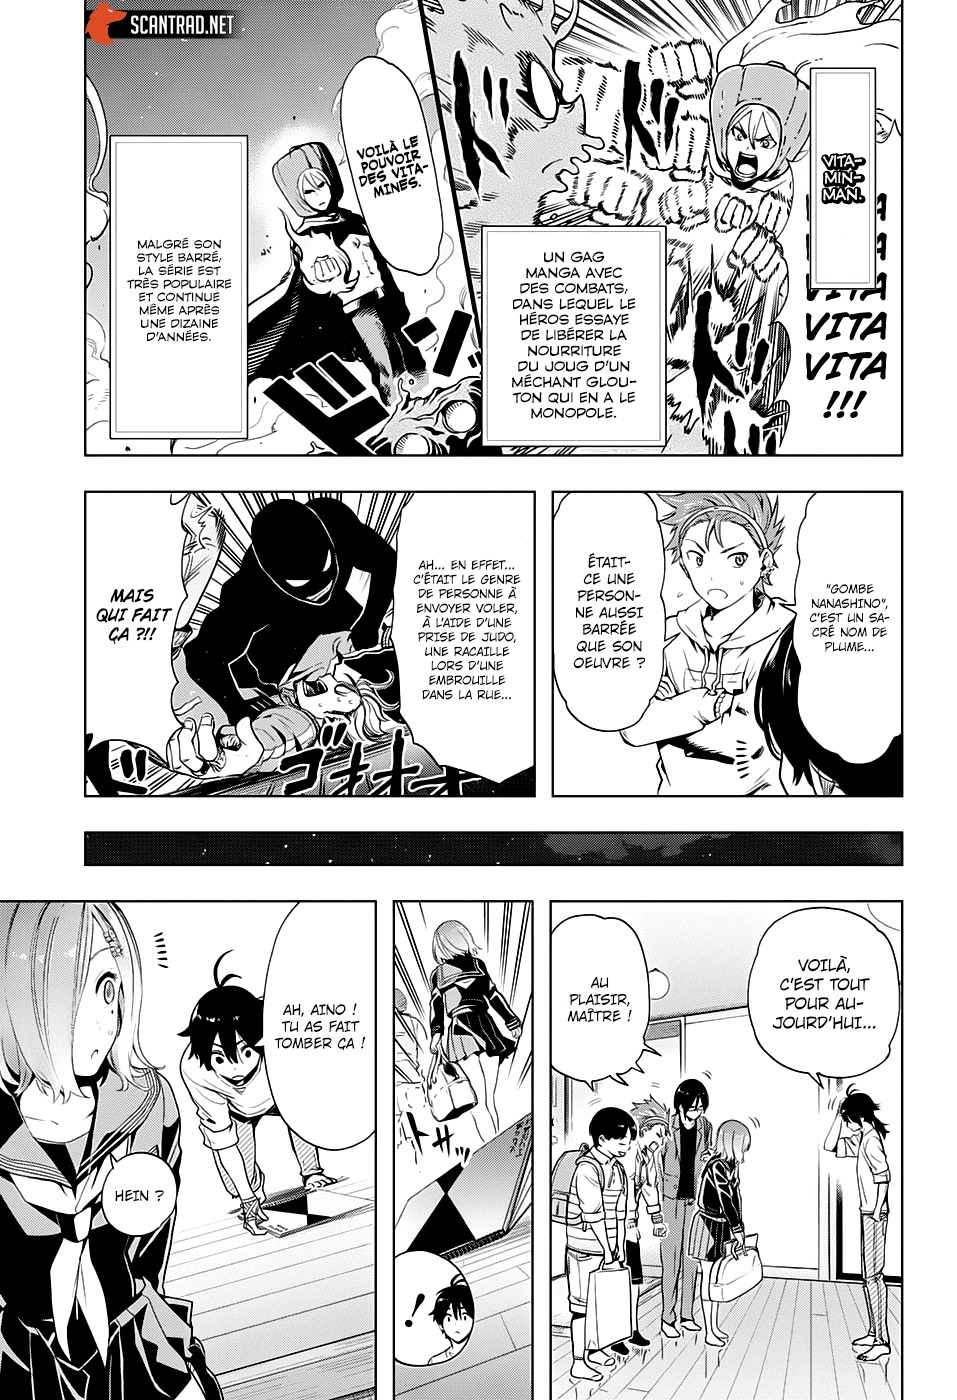 SCANTRAD.NET
VITA-
MIN-
MAN.
VITA
VITA
VITA
!!!
UN GAG
MANGA AVEC
DES COMBATS,
DANS LEQUEL LE
HÉROS ESSAYE
DE LIBÉRER LA
NOURRITURE
DU JOUG D'UN
MÉCHANT GLOU-
TON QUI EN A LE
MONOPOLE.
VOILÀ LE
POUVOIR
DES VITA-
MINES.
MALGRÉ SON
STYLE BARRÉ,
LA SÉRIE EST
TRÈS POPULAIRE
ET CONTINUE
MÊME APRÈS
UNE DIZAINE
D'ANNÉES.
"GOMBE
NANASHINO",
C'EST UN SA-
CRÉ NOM DE
PLUME...
ÉTAIT-
CE UNE
PERSON-
NE AUSSI
BARRÉE
QUE SON
OEUVRE ?
AH... EN EFFET...
C'ÉTAIT LE GENRE
DE PERSONNE À
ENVOYER VOLER,
À L'AIDE D'UNE
PRISE DE JUDO,
UNE RACAILLE
LORS D'UNE
EMBROUILLE
DANS LA RUE...
MAIS
QUI FAIT
ÇA ?!!
ゴオオオ
VOILÀ,
C'EST TOUT
POUR AU-
JOURD'HUI...
AU
PLAISIR,
MAÎTRE !
!
AH, AINO !
TU AS FAIT
TOMBER ÇA !
HEIN ?